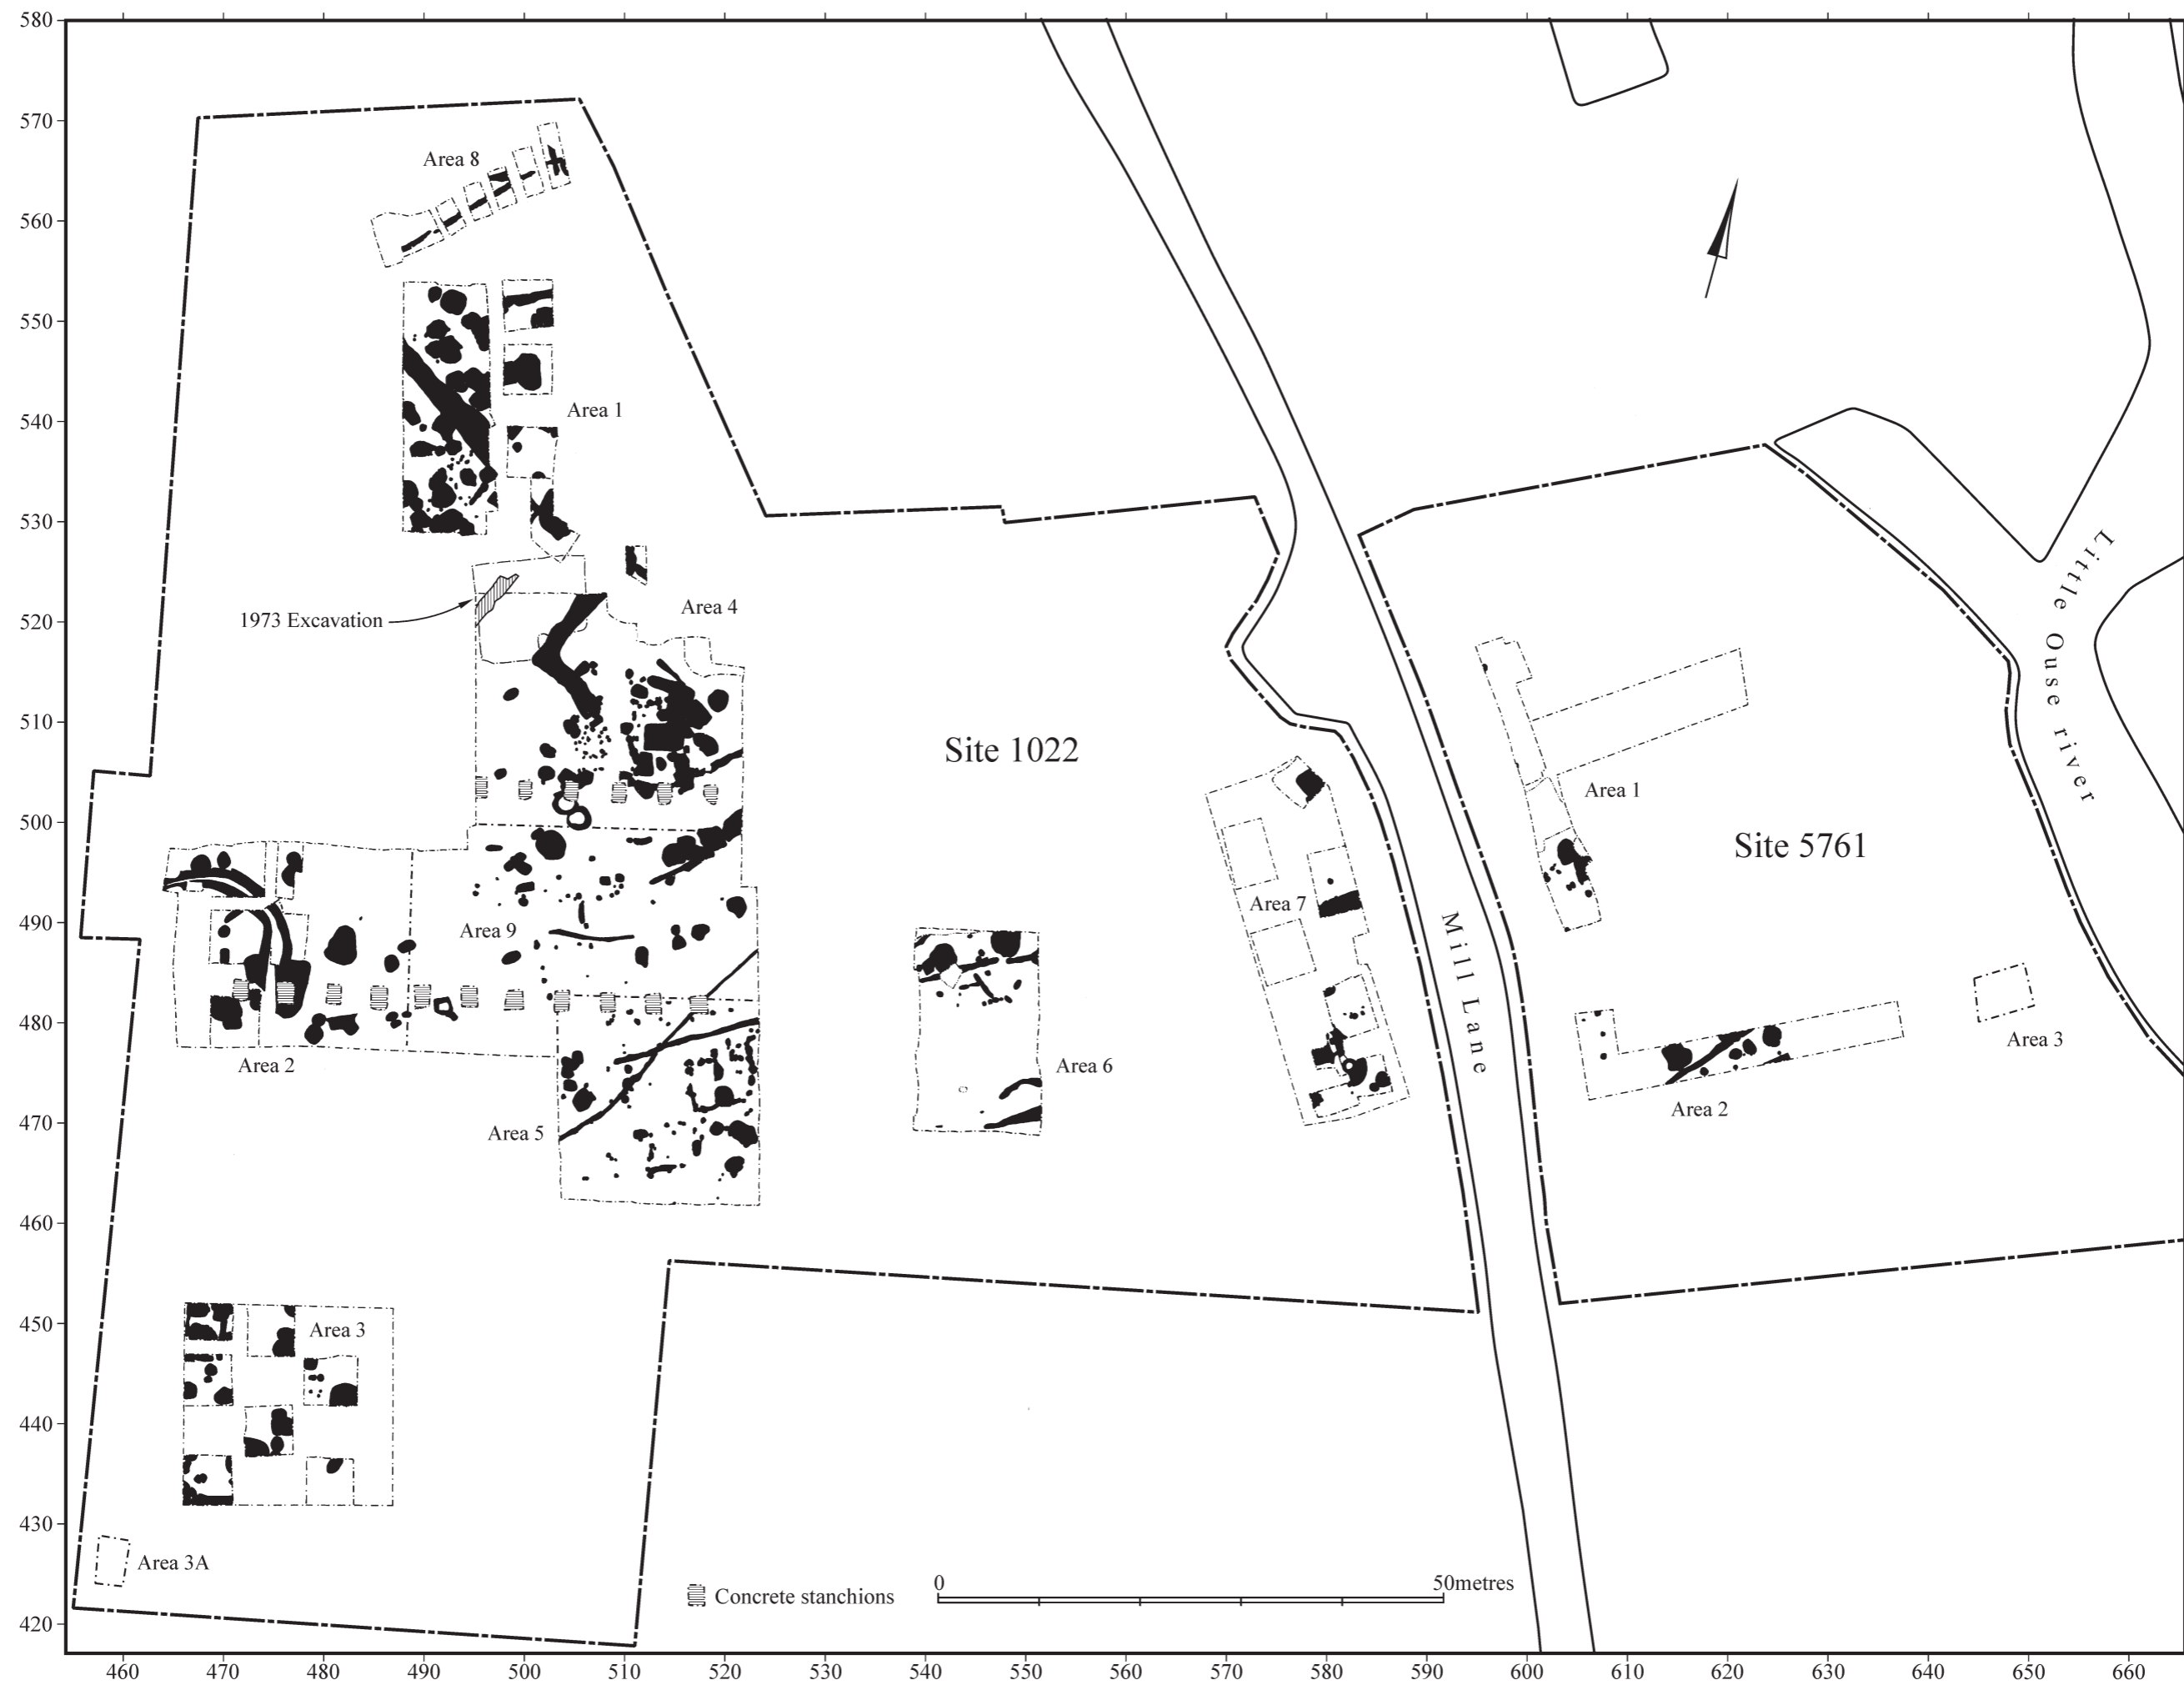 580
570
560
550
540
530
520
510
500
490
480
470
460
450
440
430
420
Area 8
Area 1
1973 Excavation
Area 4
Site 1022
Area 7
Area 9
Area 2
Area 5
Area 6
Area 3
Area 3A
Mill Lane
Little Ouse river
Area 1
Site 5761
Area 3
Area 2
Concrete stanchions
0 50metres
460 470 480 490 500 510 520 530 540 550 560 570 580 590 600 610 620 630 640 650 660